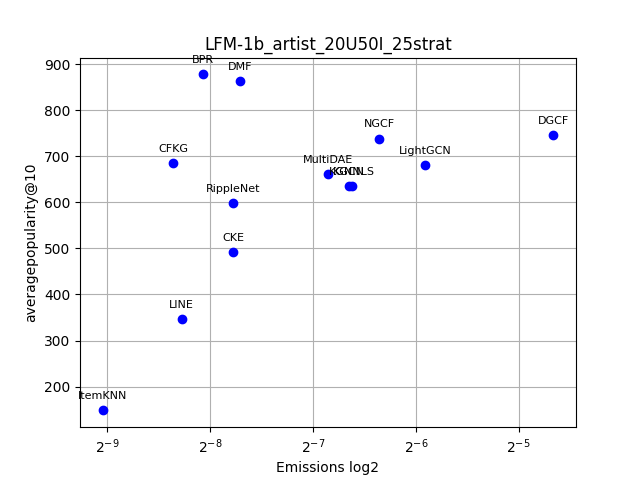 LFM-1b_artist_20U50I_25strat
BPR
DMF
NGCF
DGCF
CFKG
MultiDAE
LightGCN
RippleNet
CKE
LINE
ItemKNN
averagepopularity@10
900
800
700
600
500
400
300
200
2⁻⁹
2⁻⁸
2⁻⁷
2⁻⁶
2⁻⁵
Emissions log2